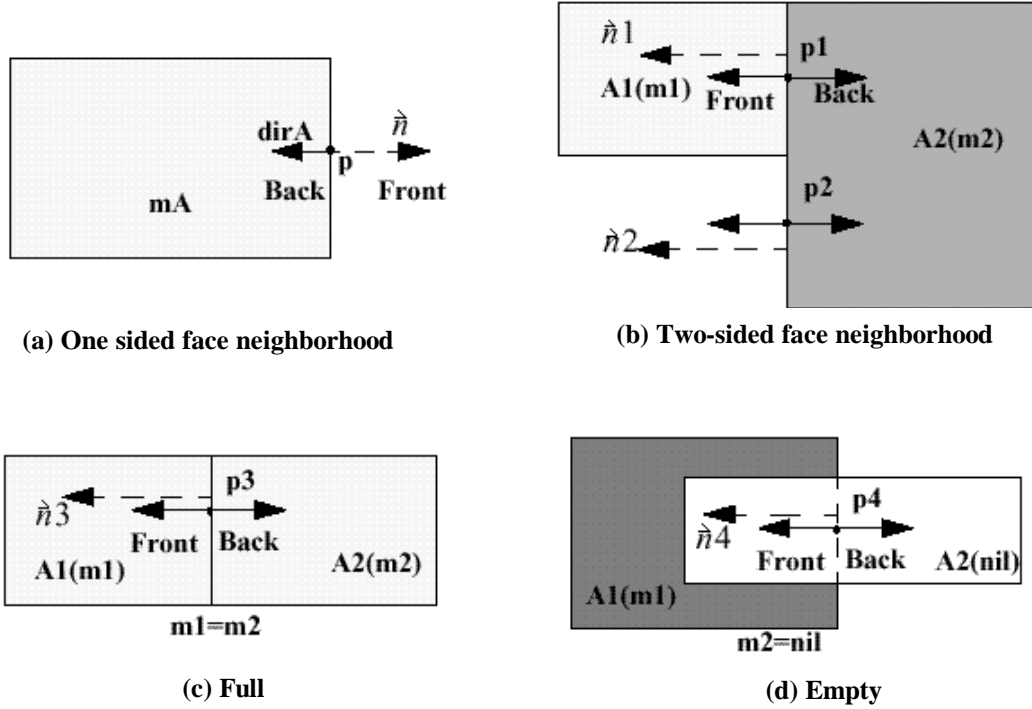 dirA
n⃗
p
Back
Front
mA
(a) One sided face neighborhood
n⃗1
p1
A1(m1)
Front
Back
A2(m2)
p2
n⃗2
(b) Two-sided face neighborhood
p3
n⃗3
Front
Back
A1(m1)
A2(m2)
m1=m2
(c) Full
p4
n⃗4
Front
Back
A2(nil)
A1(m1)
m2=nil
(d) Empty